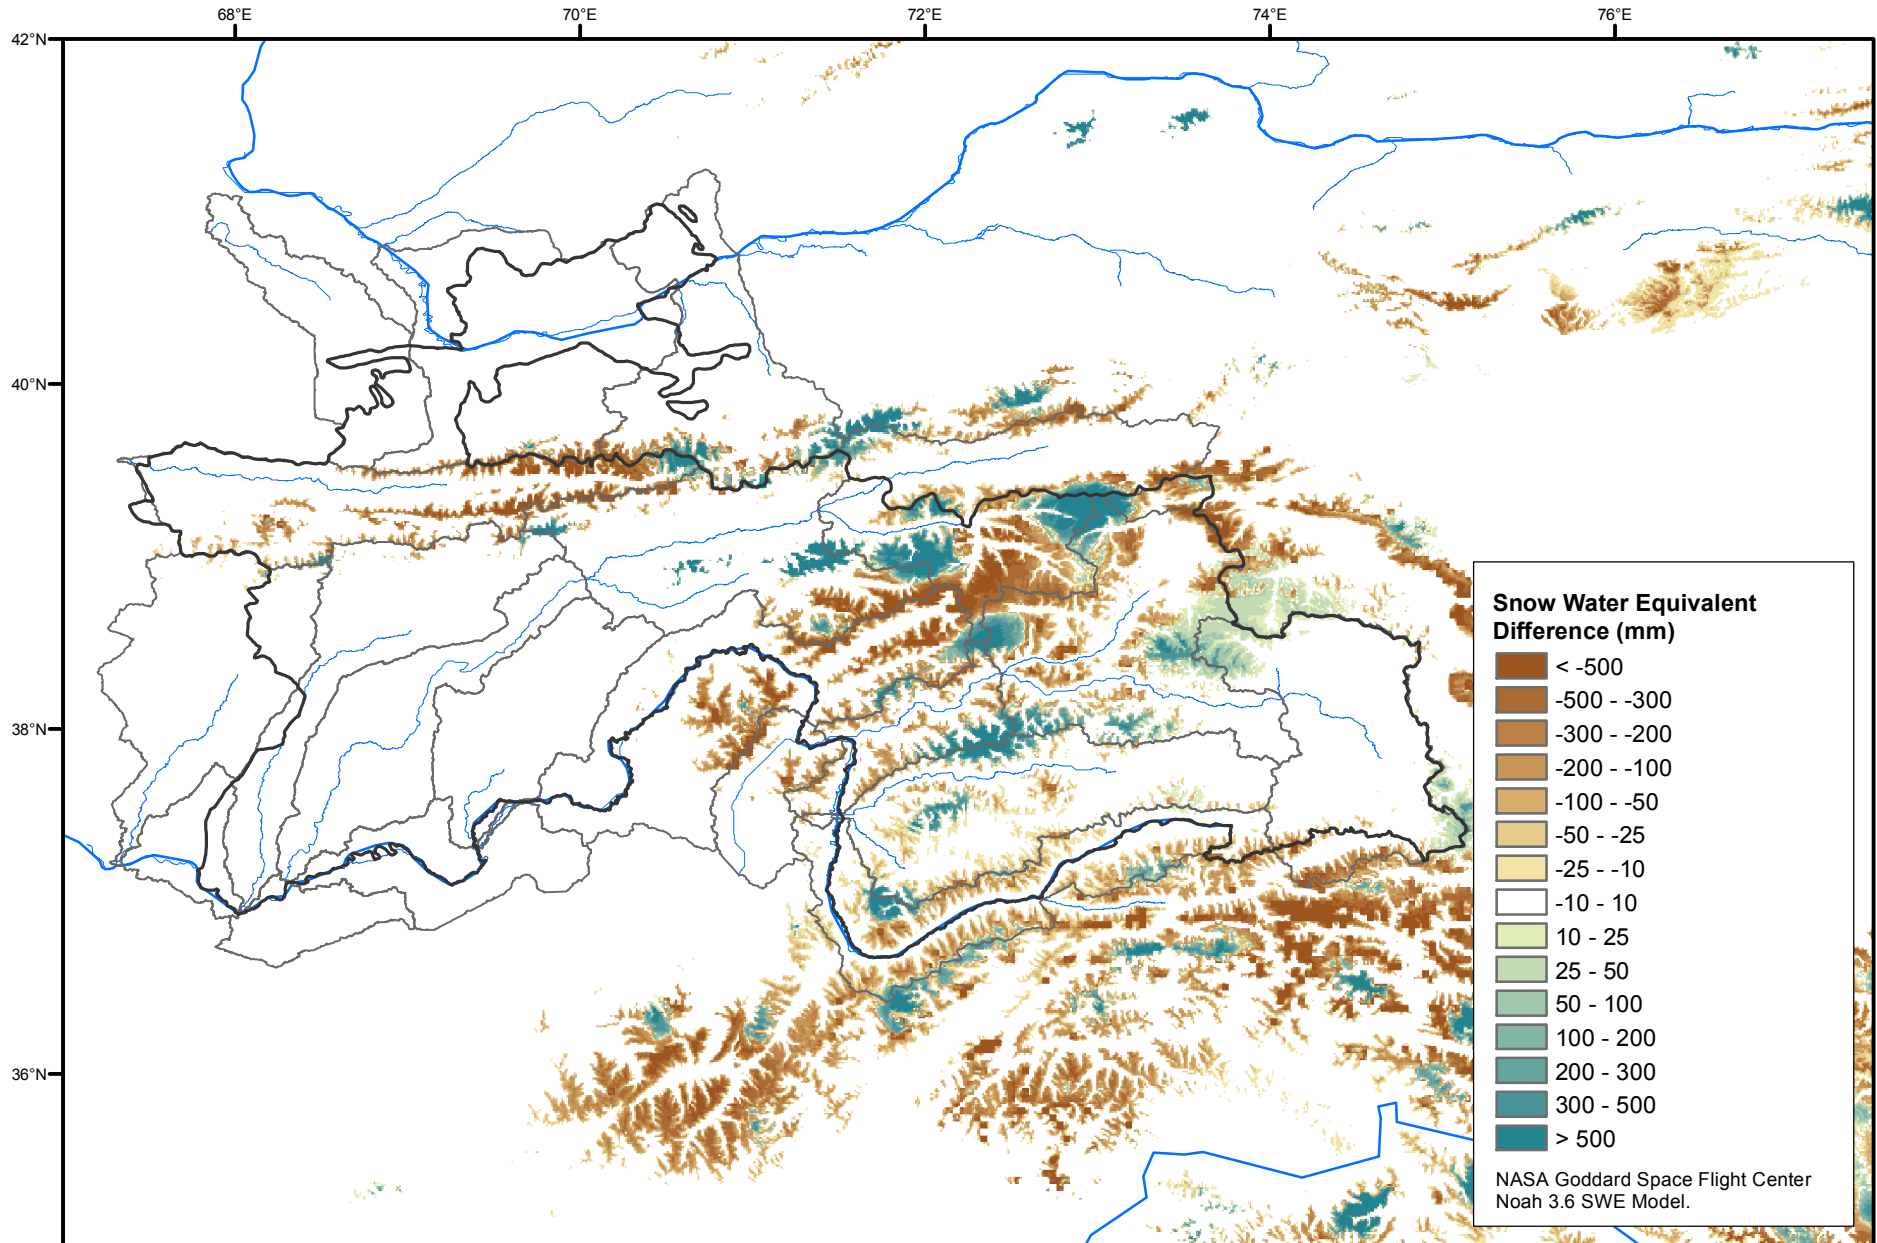 68°E
70°E
72°E
74°E
76°E
42°N
40°N
38°N
36°N
Snow Water Equivalent
Difference (mm)
< -500
-500 - -300
-300 - -200
-200 - -100
-100 - -50
-50 - -25
-25 - -10
-10 - 10
10 - 25
25 - 50
50 - 100
100 - 200
200 - 300
300 - 500
> 500
NASA Goddard Space Flight Center
Noah 3.6 SWE Model.